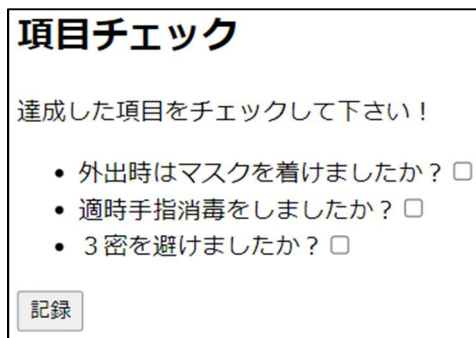 項目チェック
達成した項目をチェックして下さい！
外出時はマスクを着けましたか？
適時手指消毒をしましたか？
３密を避けましたか？
記録